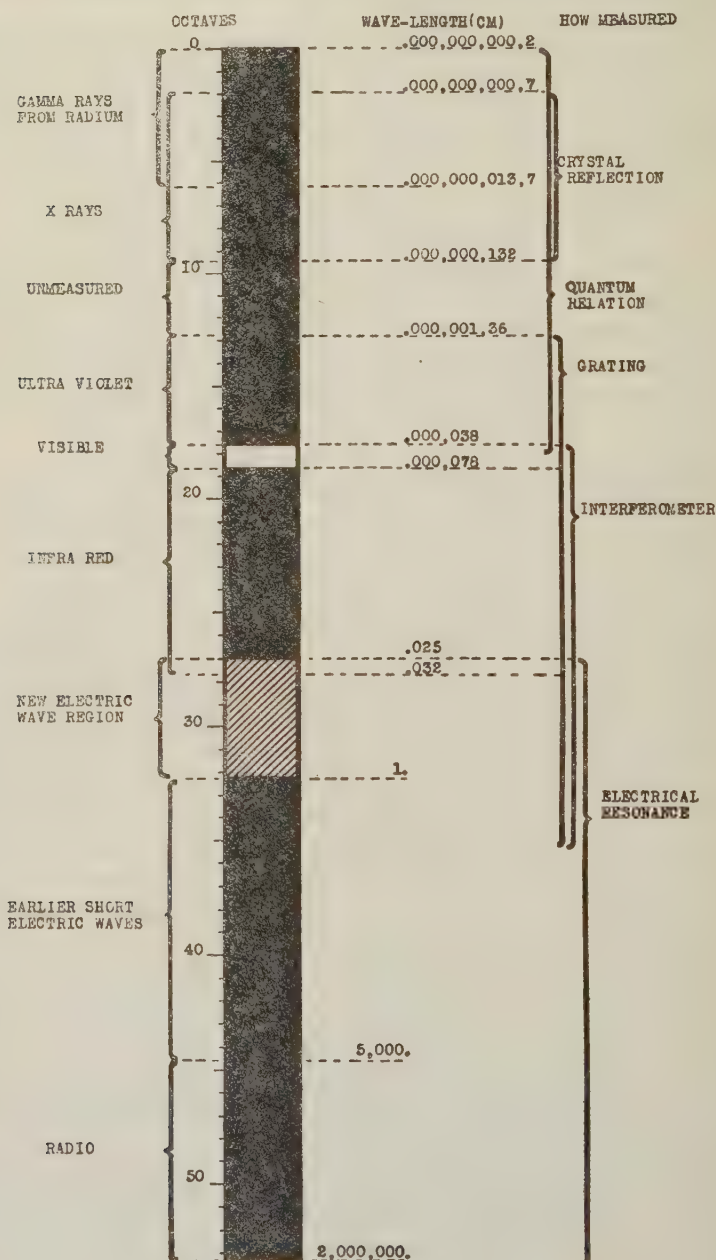 OCTAVES WAVE-LENGTH(CM) HOW MEASURED
0 .000,000,000,2
.000,000,000,7
GAMMA RAYS
FROM RADIUM
CRYSTAL
REFLECTION
.000,000,013,7
X RAYS
.000,000,132
10
UNMEASURED
QUANTUM
RELATION
.000,001,36
GRATING
ULTRA VIOLET
.000,038
VISIBLE
.000,078
20
INTERFEROMETER
INFRA RED
.025
.032
NEW ELECTRIC
WAVE REGION
30
1.
ELECTRICAL
RESONANCE
EARLIER SHORT
ELECTRIC WAVES
40
5,000.
RADIO
50
2,000,000.